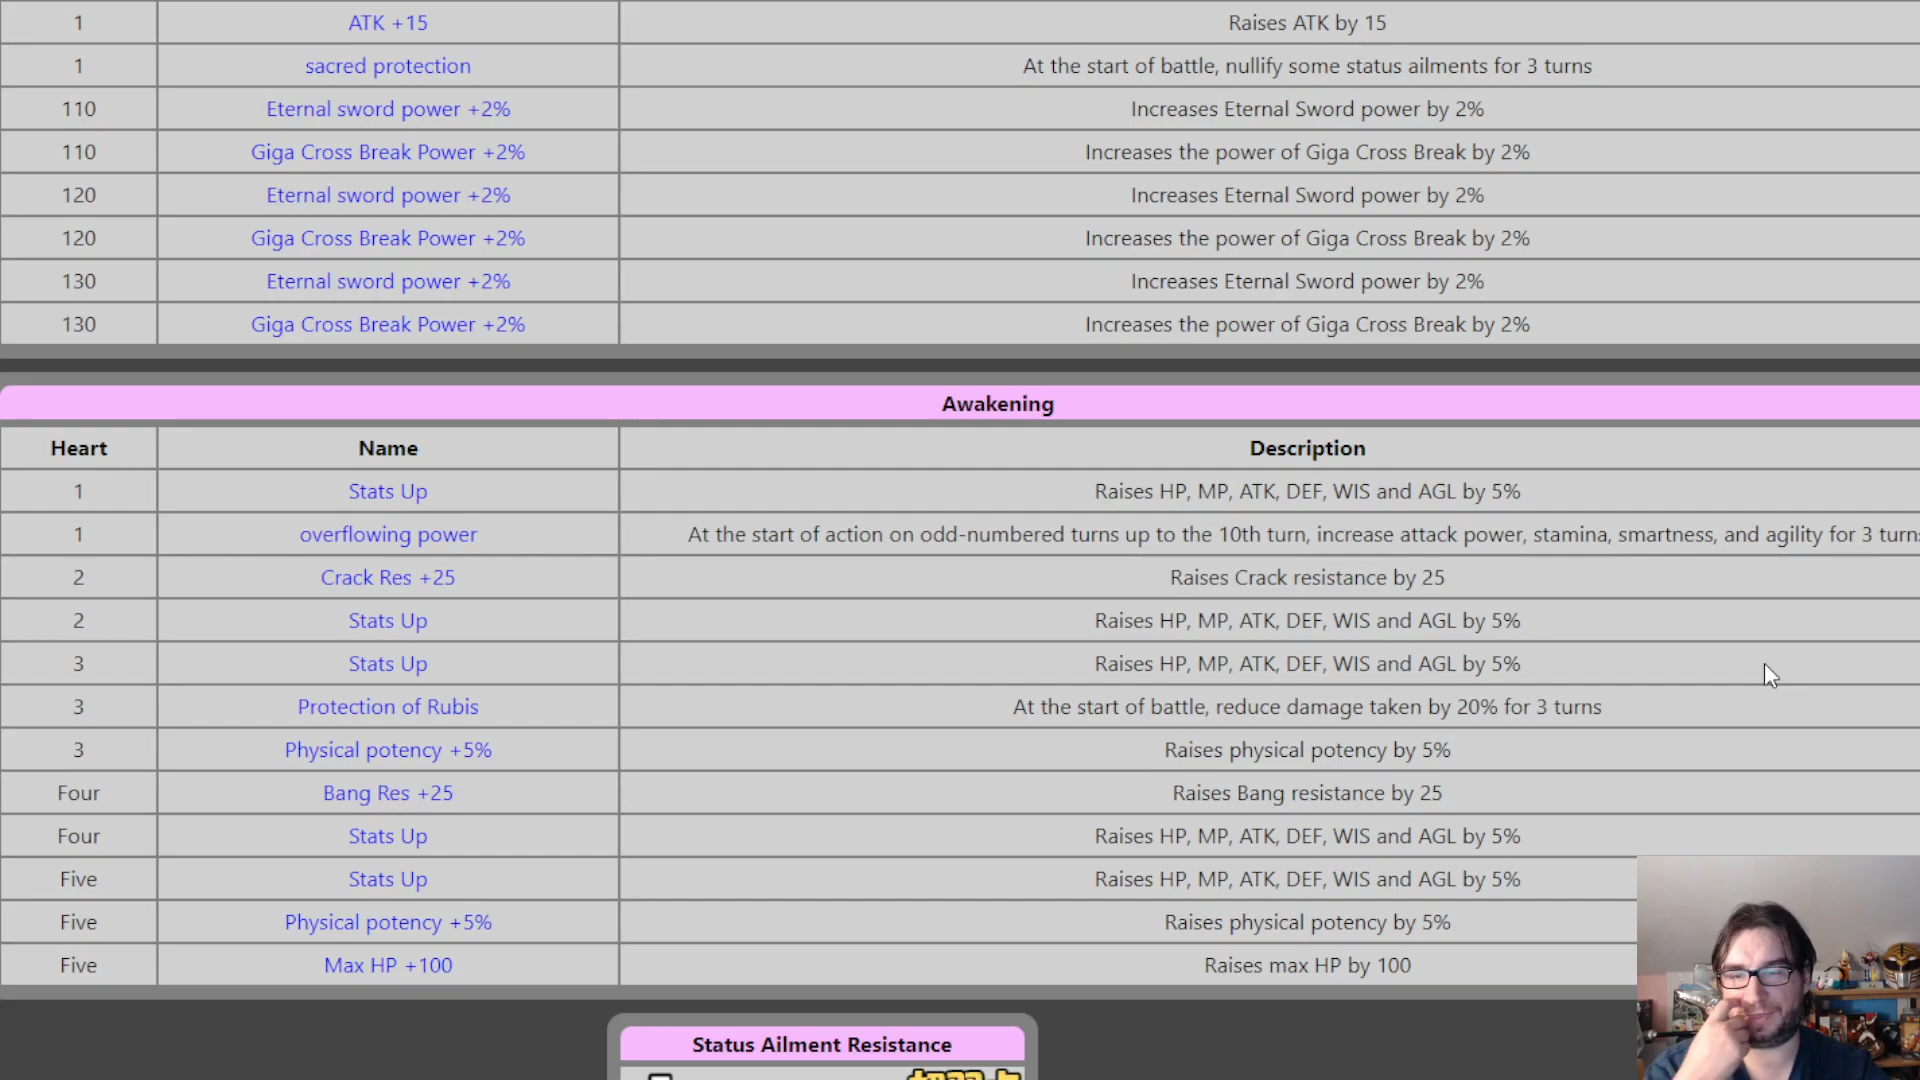 1 ATK +15 Raises ATK by 15
1 sacred protection At the start of battle, nullify some status ailments for 3 turns
110 Eternal sword power +2% Increases Eternal Sword power by 2%
110 Giga Cross Break Power +2% Increases the power of Giga Cross Break by 2%
120 Eternal sword power +2% Increases Eternal Sword power by 2%
120 Giga Cross Break Power +2% Increases the power of Giga Cross Break by 2%
130 Eternal sword power +2% Increases Eternal Sword power by 2%
130 Giga Cross Break Power +2% Increases the power of Giga Cross Break by 2%
Awakening
Heart Name Description
1 Stats Up Raises HP, MP, ATK, DEF, WIS and AGL by 5%
1 overflowing power At the start of action on odd-numbered turns up to the 10th turn, increase attack power, stamina, smartness, and agility for 3 turns
2 Crack Res +25 Raises Crack resistance by 25
2 Stats Up Raises HP, MP, ATK, DEF, WIS and AGL by 5%
3 Stats Up Raises HP, MP, ATK, DEF, WIS and AGL by 5%
3 Protection of Rubis At the start of battle, reduce damage taken by 20% for 3 turns
3 Physical potency +5% Raises physical potency by 5%
Four Bang Res +25 Raises Bang resistance by 25
Four Stats Up Raises HP, MP, ATK, DEF, WIS and AGL by 5%
Five Stats Up Raises HP, MP, ATK, DEF, WIS and AGL by 5%
Five Physical potency +5% Raises physical potency by 5%
Five Max HP +100 Raises max HP by 100
Status Ailment Resistance